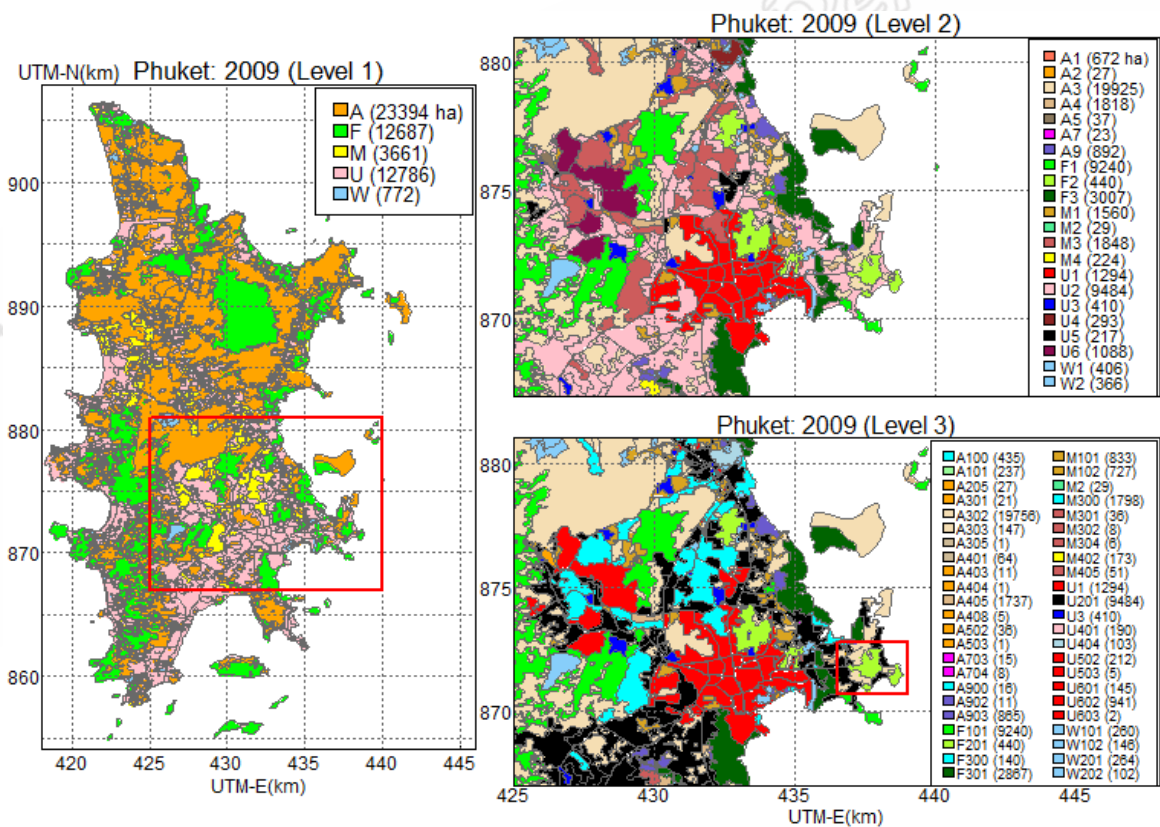 Phuket: 2009 (Level 1)
UTM-N(km)
A (23394 ha)
F (12687)
M (3661)
U (12786)
W (772)
900
890
880
870
860
420
425
430
435
440
445
UTM-E(km)
Phuket: 2009 (Level 2)
880
875
870
A1 (672 ha)
A2 (27)
A3 (19925)
A4 (1818)
A5 (37)
A7 (23)
A9 (892)
F1 (9240)
F2 (440)
F3 (3007)
M1 (1560)
M2 (29)
M3 (1848)
M4 (224)
U1 (1294)
U2 (9484)
U3 (410)
U4 (293)
U5 (217)
U6 (1088)
W1 (406)
W2 (366)
Phuket: 2009 (Level 3)
880
875
870
A100 (435)
A101 (237)
A205 (27)
A301 (21)
A302 (19756)
A303 (147)
A305 (1)
A401 (64)
A403 (11)
A404 (1)
A405 (1737)
A408 (5)
A502 (36)
A503 (1)
A703 (15)
A704 (8)
A900 (16)
A902 (11)
A903 (865)
F101 (9240)
F201 (440)
F300 (140)
F301 (2867)
M101 (833)
M102 (727)
M2 (29)
M300 (1798)
M301 (36)
M302 (8)
M304 (6)
M402 (173)
M405 (51)
U1 (1294)
U201 (9484)
U3 (410)
U401 (190)
U404 (103)
U502 (212)
U503 (5)
U601 (145)
U602 (941)
U603 (2)
W101 (260)
W102 (146)
W201 (264)
W202 (102)
425
430
435
440
445
UTM-E(km)